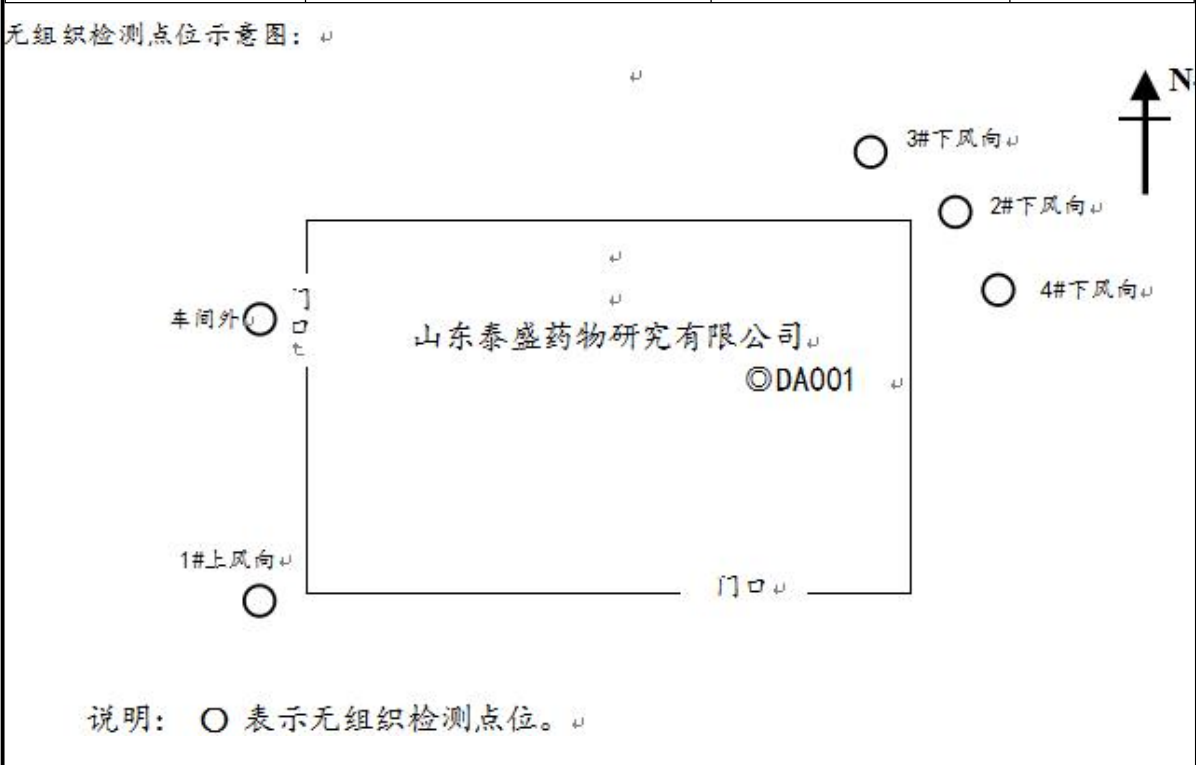 无组织检测点位示意图：
N
3#下风向
2#下风向
4#下风向
车间外
门口
山东泰盛药物研究有限公司
◎DA001
1#上风向
门口
说明： ○ 表示无组织检测点位。